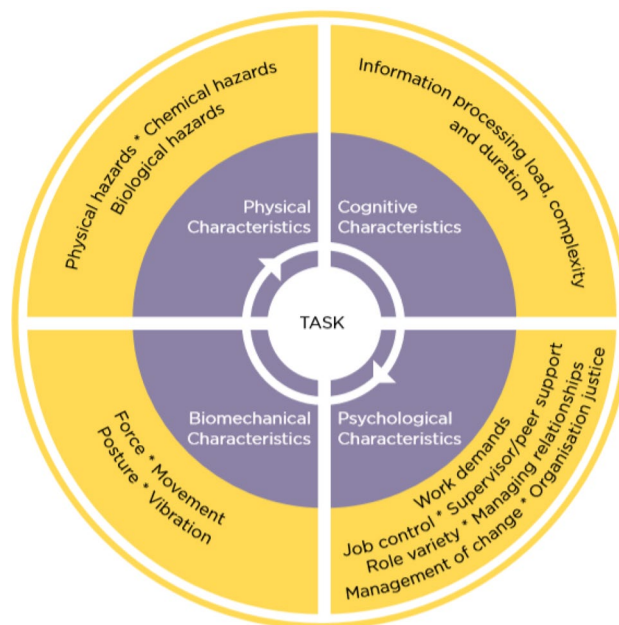 Physical hazards * Chemical hazards
Biological hazards
Information processing load, complexity
and duration
Physical
Characteristics
Cognitive
Characteristics
TASK
Biomechanical
Characteristics
Psychological
Characteristics
Force * Movement
Posture * Vibration
Work demands
Job control * Supervisor/peer support
Role variety * Managing relationships
Management of change * Organisation justice